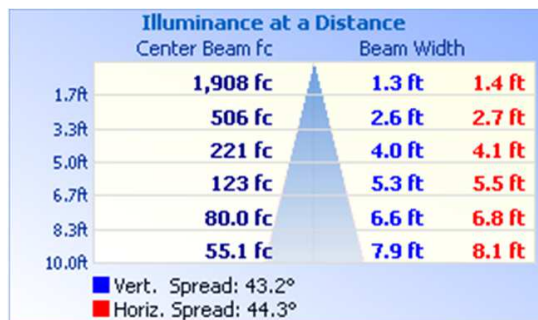 Illuminance at a Distance
Center Beam fc Beam Width
1,908 fc 1.3 ft 1.4 ft
1.7ft
506 fc 2.6 ft 2.7 ft
3.3ft
221 fc 4.0 ft 4.1 ft
5.0ft
123 fc 5.3 ft 5.5 ft
6.7ft
80.0 fc 6.6 ft 6.8 ft
8.3ft
55.1 fc 7.9 ft 8.1 ft
10.0ft
Vert. Spread: 43.2°
Horiz. Spread: 44.3°